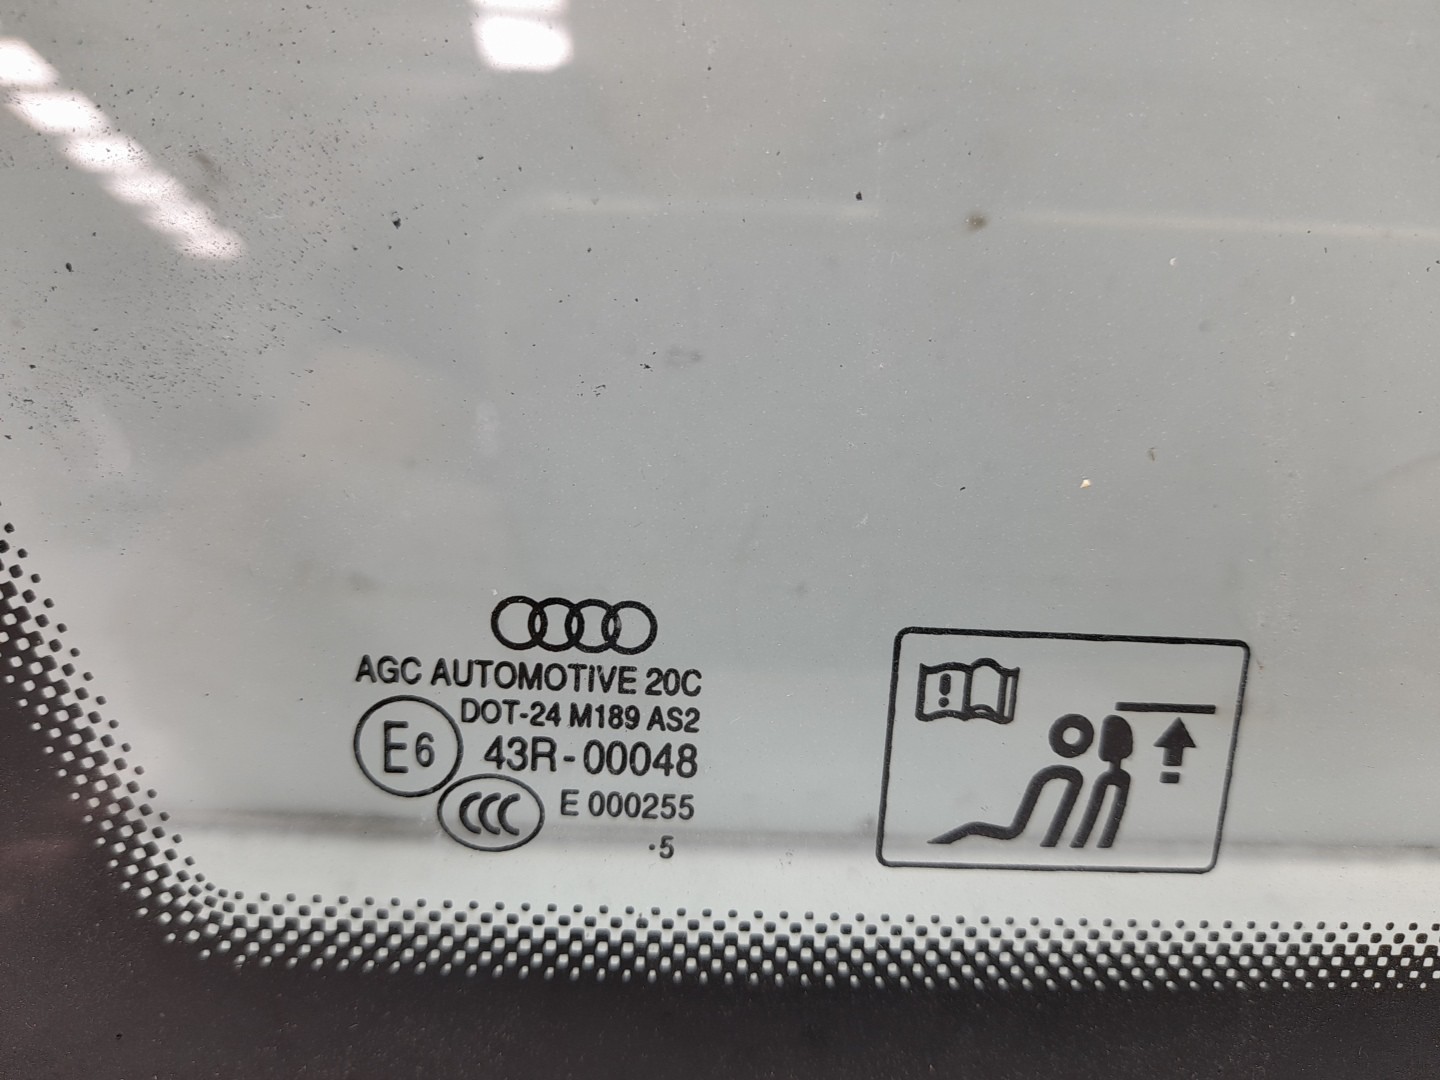 AGC AUTOMOTIVE 20C
DOT-24 M189 AS2
E6 43R-00048
CCC E 000255
·5
!